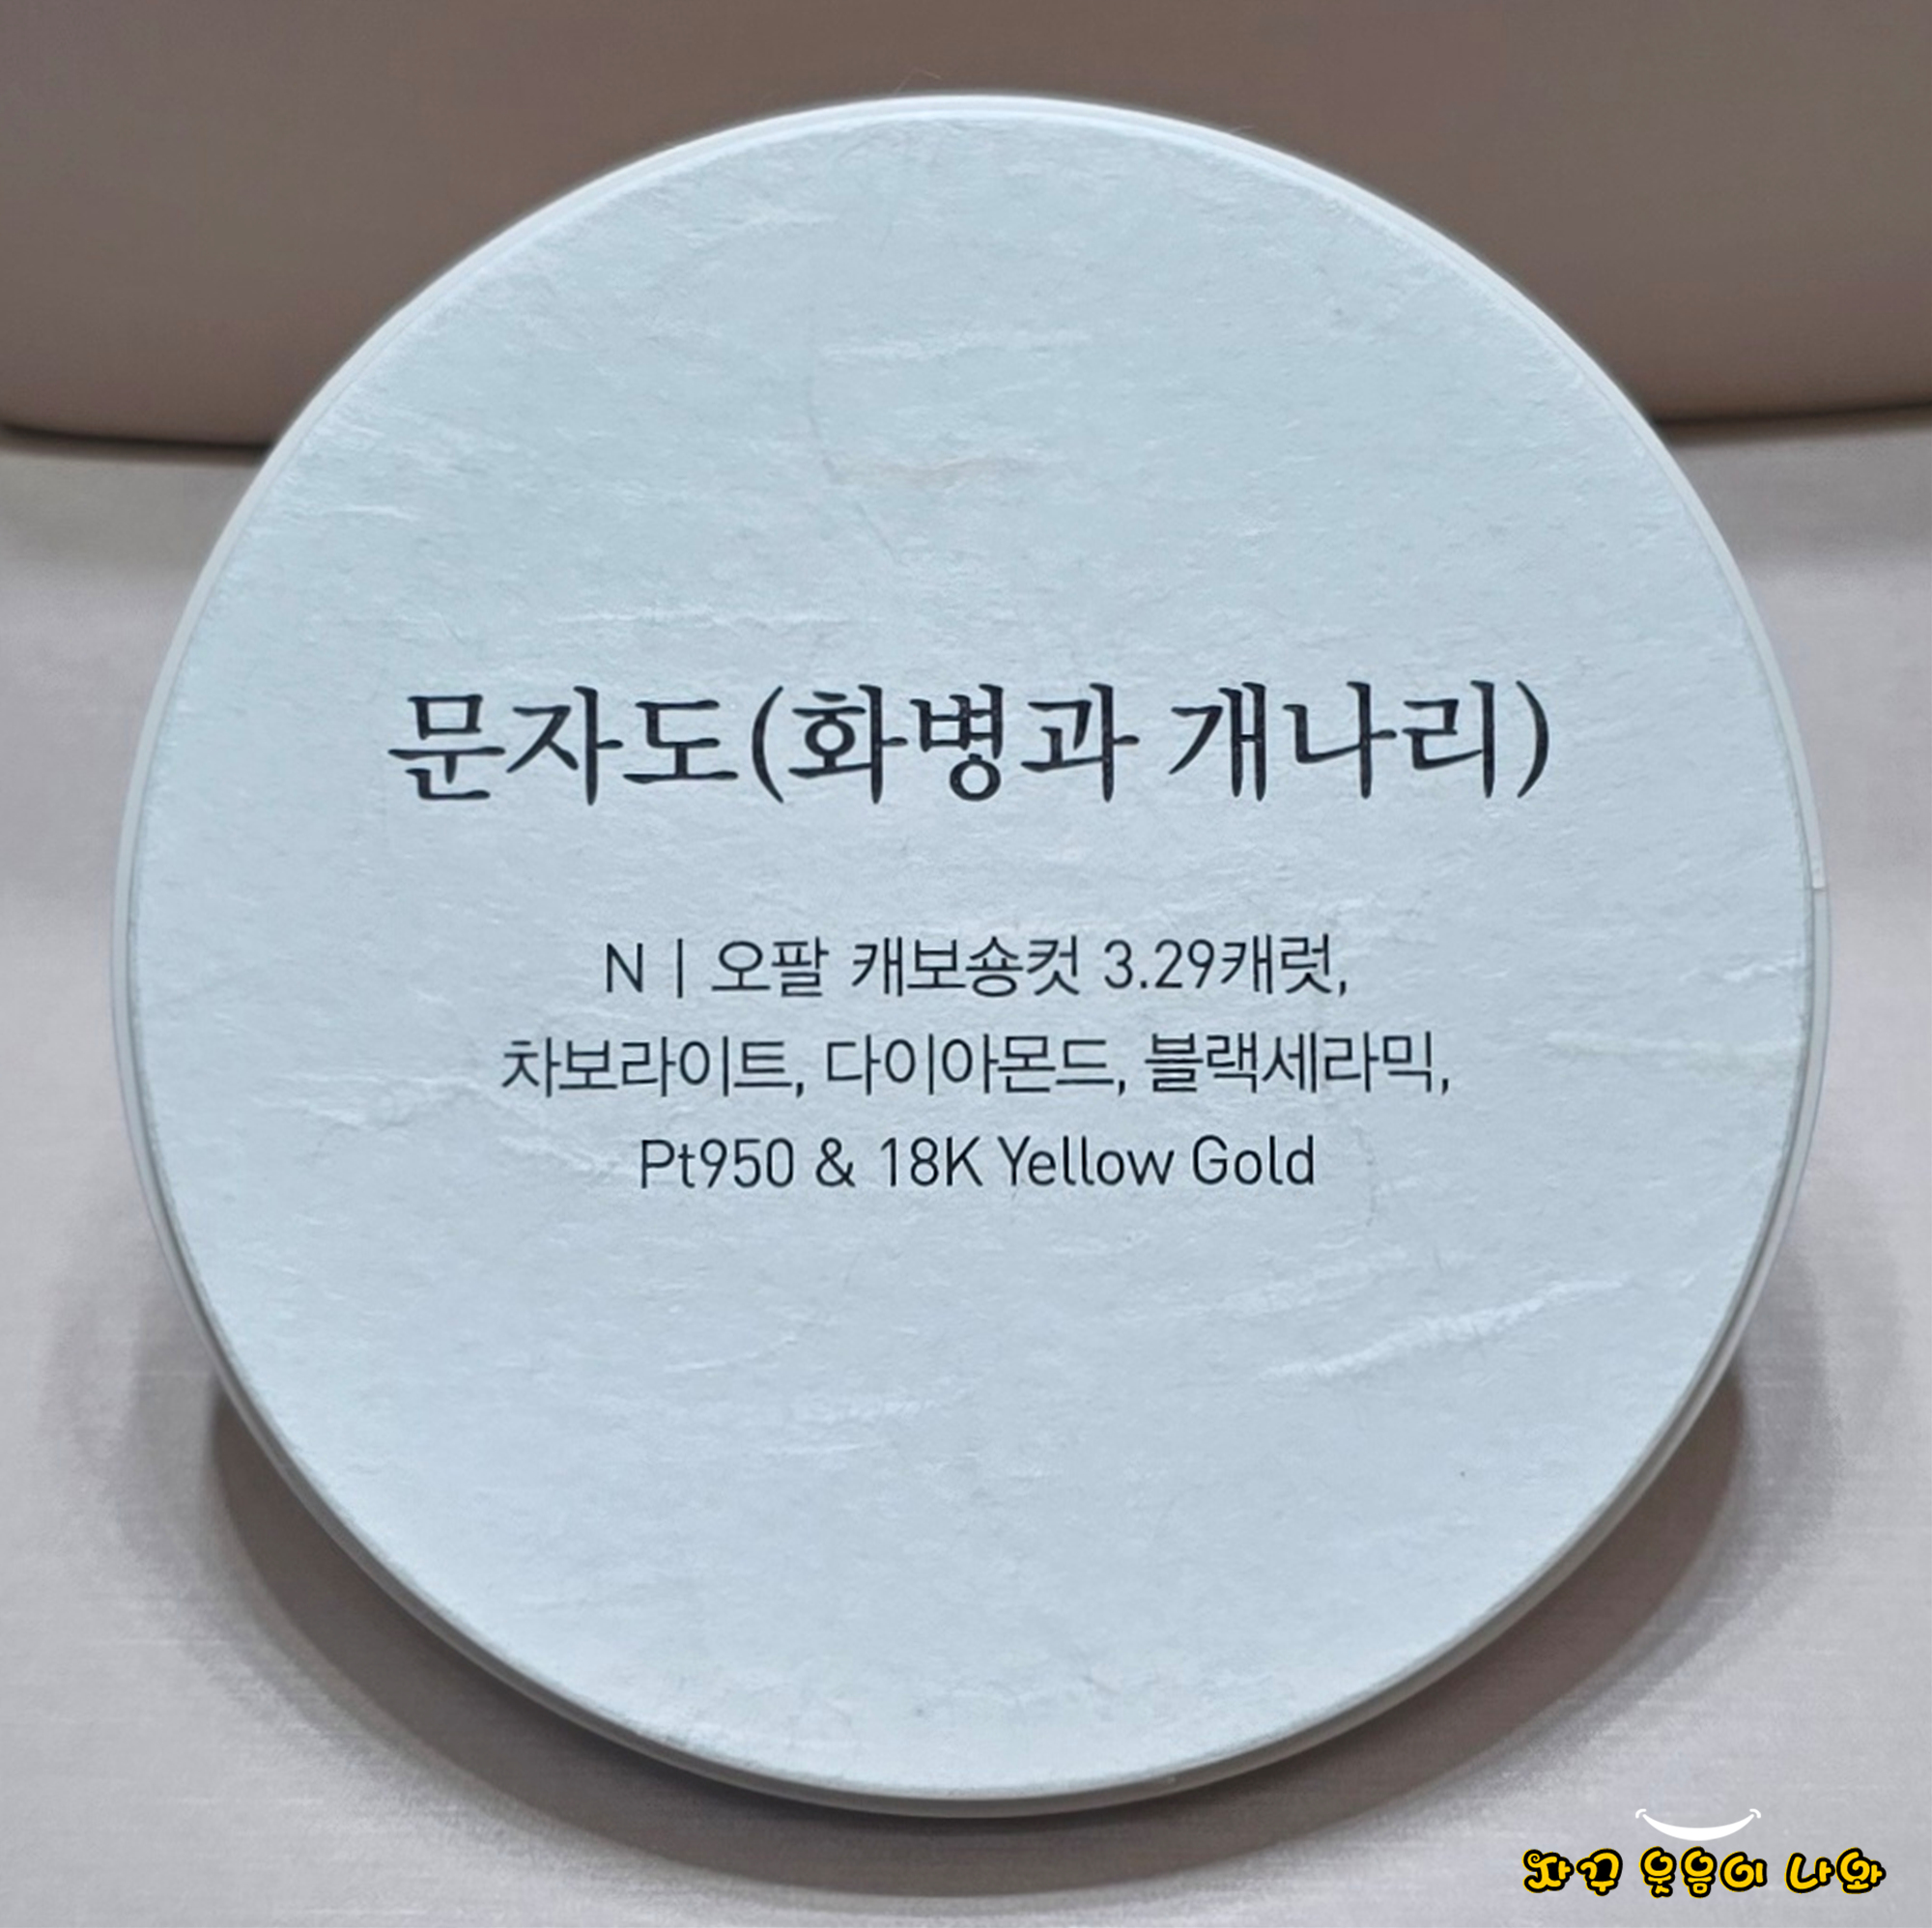 문자도(화병과 개나리)
N | 오팔 캐보숑컷 3.29캐럿,
차보라이트, 다이아몬드, 블랙세라믹,
Pt950 & 18K Yellow Gold
자꾸 웃음이 나와